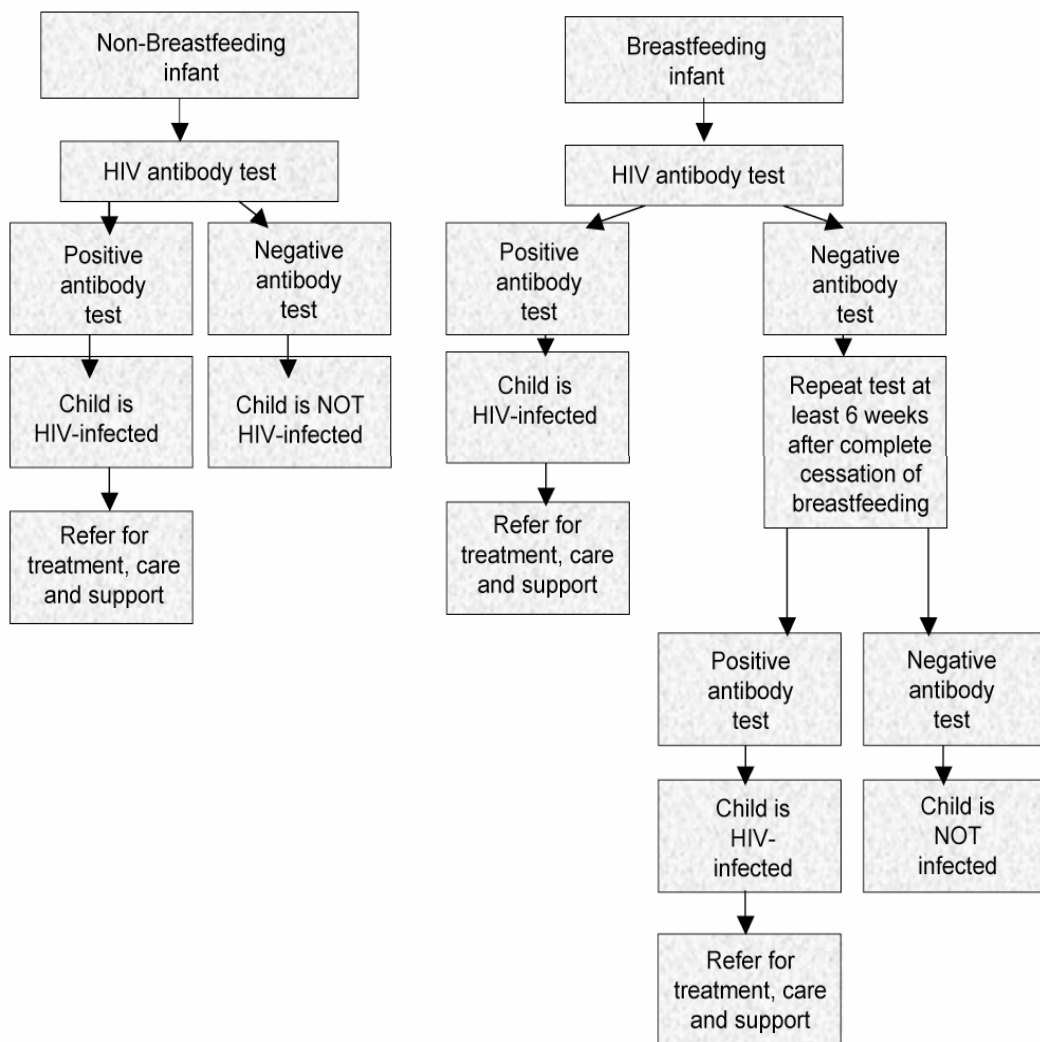 Non-Breastfeeding
infant
HIV antibody test
Positive
antibody
test
Negative
antibody
test
Child is
HIV-infected
Child is NOT
HIV-infected
Refer for
treatment, care
and support
Breastfeeding
infant
HIV antibody test
Positive
antibody
test
Negative
antibody
test
Child is
HIV-infected
Repeat test at
least 6 weeks
after complete
cessation of
breastfeeding
Refer for
treatment, care
and support
Positive
antibody
test
Negative
antibody
test
Child is
HIV-
infected
Child is
NOT
infected
Refer for
treatment, care
and support